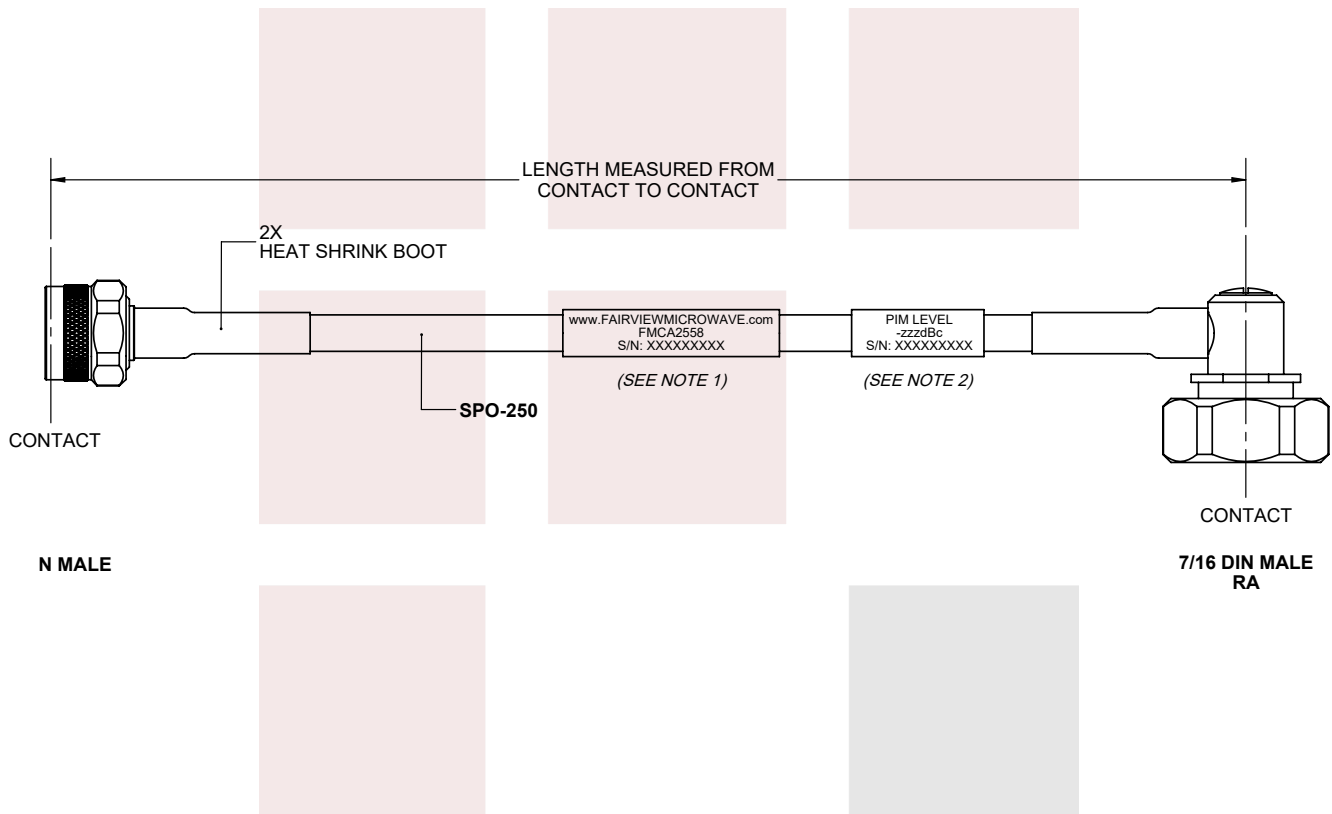 LENGTH MEASURED FROM
CONTACT TO CONTACT
2X
HEAT SHRINK BOOT
www.FAIRVIEWMICROWAVE.com
FMCA2558
S/N: XXXXXXXXX
PIM LEVEL
-zzzdBc
S/N: XXXXXXXXX
(SEE NOTE 1)
(SEE NOTE 2)
SPO-250
CONTACT
CONTACT
N MALE
7/16 DIN MALE
RA